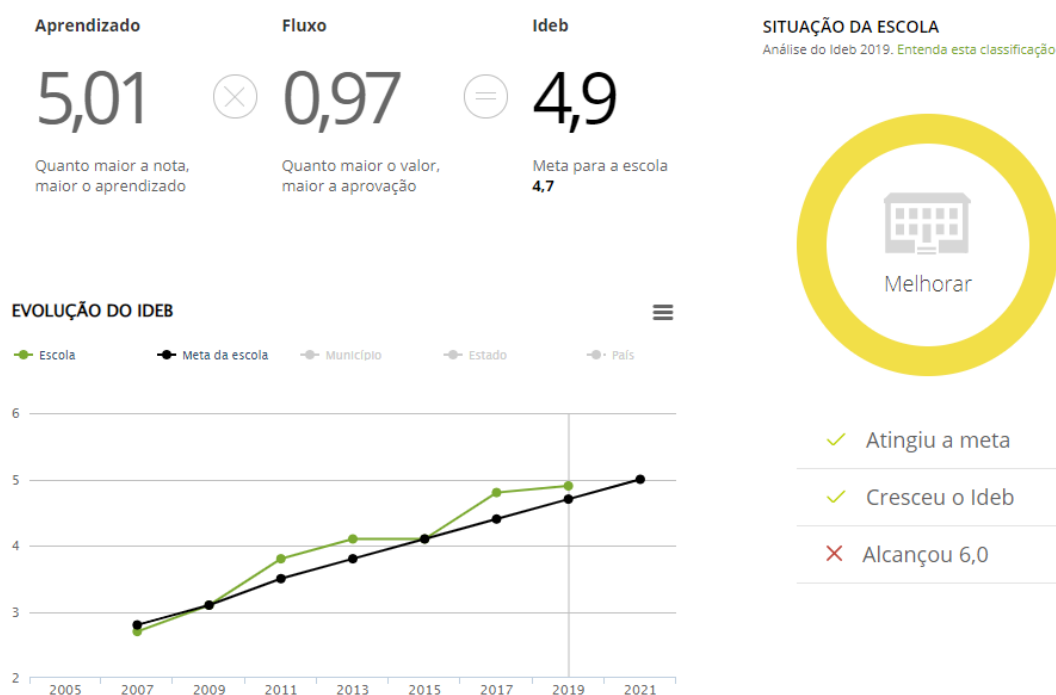 Aprendizado
Fluxo
Ideb
5,01
0,97
4,9
Quanto maior a nota,
maior o aprendizado
Quanto maior o valor,
maior a aprovação
Meta para a escola
4,7
SITUAÇÃO DA ESCOLA
Análise do Ideb 2019. Entenda esta classificação
Melhorar
Atingiu a meta
Cresceu o Ideb
Alcançou 6,0
EVOLUÇÃO DO IDEB
Escola
Meta da escola
Município
Estado
País
6
5
4
3
2
2005 2007 2009 2011 2013 2015 2017 2019 2021